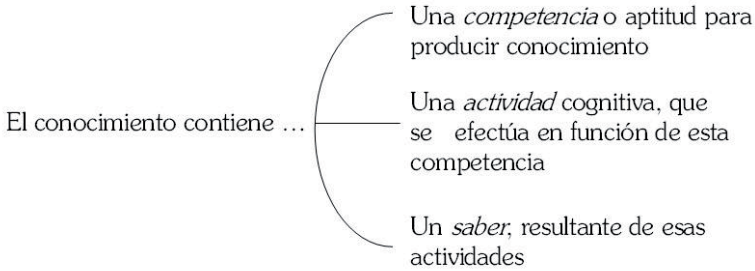 Una competencia o aptitud para
producir conocimiento
El conocimiento contiene ...
Una actividad cognitiva, que
se efectúa en función de esta
competencia
Un saber, resultante de esas
actividades